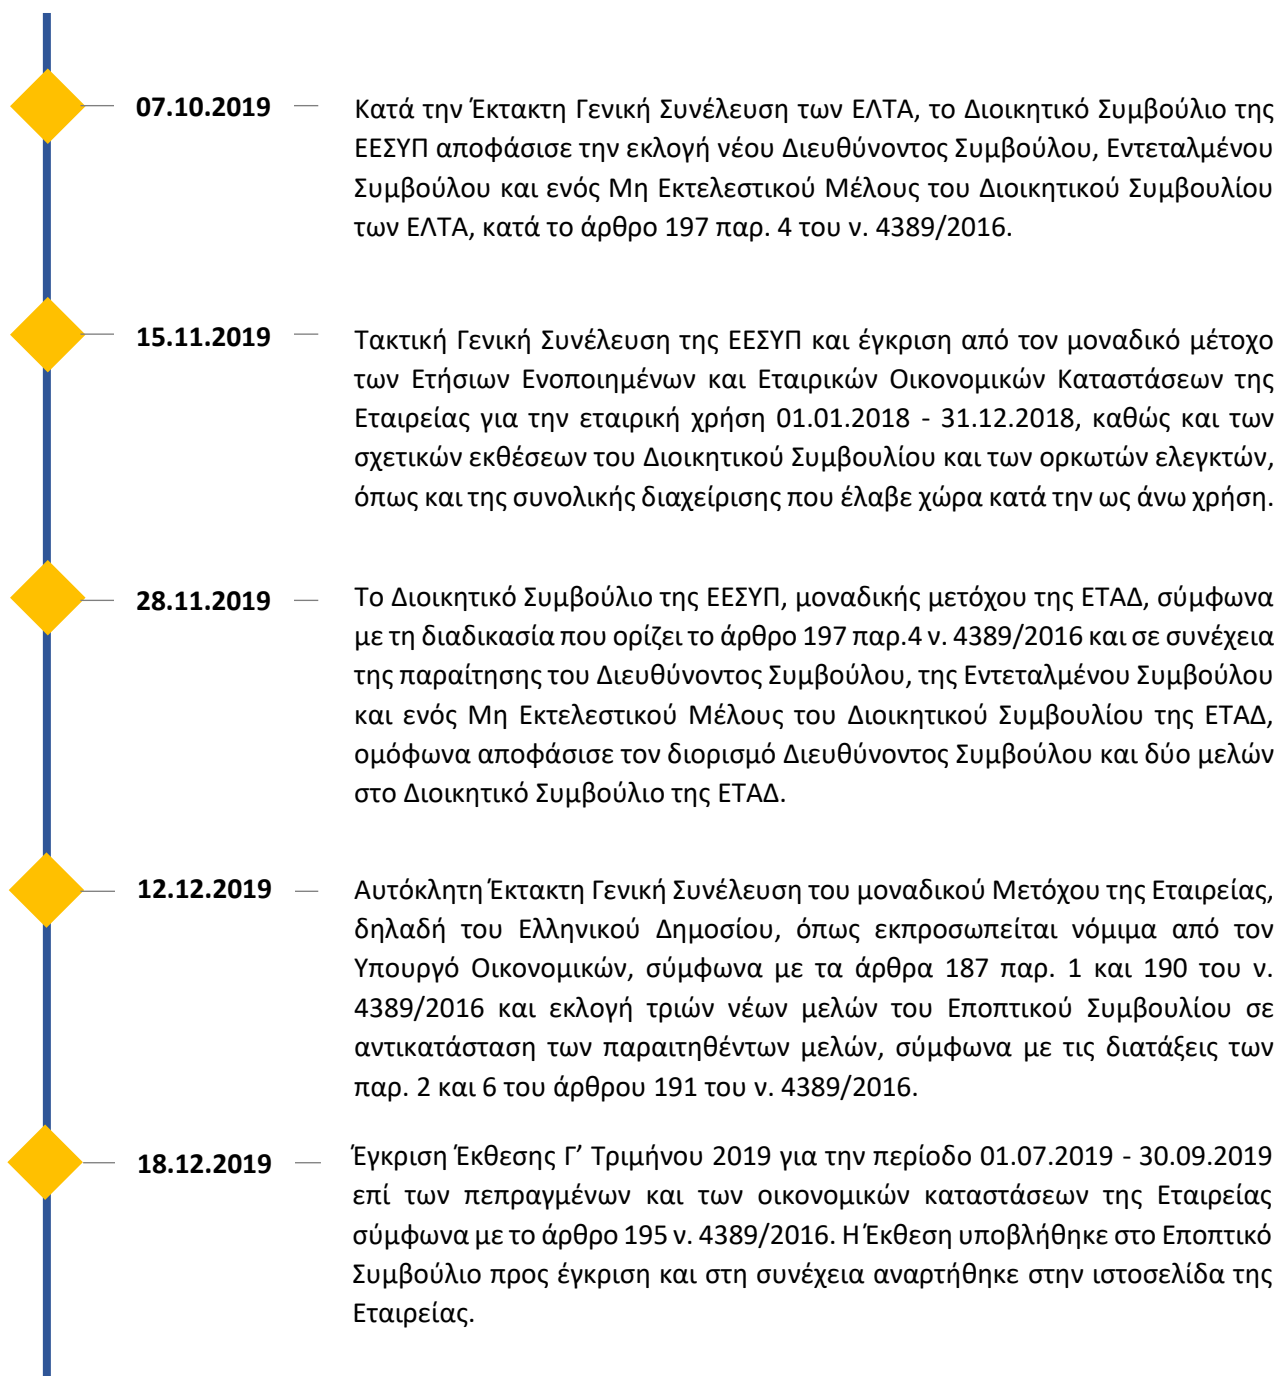 07.10.2019
Κατά την Έκτακτη Γενική Συνέλευση των ΕΛΤΑ, το Διοικητικό Συμβούλιο της
ΕΕΣΥΠ αποφάσισε την εκλογή νέου Διευθύνοντος Συμβούλου, Εντεταλμένου
Συμβούλου και ενός Μη Εκτελεστικού Μέλους του Διοικητικού Συμβουλίου
των ΕΛΤΑ, κατά το άρθρο 197 παρ. 4 του ν. 4389/2016.
15.11.2019
Τακτική Γενική Συνέλευση της ΕΕΣΥΠ και έγκριση από τον μοναδικό μέτοχο
των Ετήσιων Ενοποιημένων και Εταιρικών Οικονομικών Καταστάσεων της
Εταιρείας για την εταιρική χρήση 01.01.2018 - 31.12.2018, καθώς και των
σχετικών εκθέσεων του Διοικητικού Συμβουλίου και των ορκωτών ελεγκτών,
όπως και της συνολικής διαχείρισης που έλαβε χώρα κατά την ως άνω χρήση.
28.11.2019
Το Διοικητικό Συμβούλιο της ΕΕΣΥΠ, μοναδικής μετόχου της ΕΤΑΔ, σύμφωνα
με τη διαδικασία που ορίζει το άρθρο 197 παρ.4 ν. 4389/2016 και σε συνέχεια
της παραίτησης του Διευθύνοντος Συμβούλου, της Εντεταλμένου Συμβούλου
και ενός Μη Εκτελεστικού Μέλους του Διοικητικού Συμβουλίου της ΕΤΑΔ,
ομόφωνα αποφάσισε τον διορισμό Διευθύνοντος Συμβούλου και δύο μελών
στο Διοικητικό Συμβούλιο της ΕΤΑΔ.
12.12.2019
Αυτόκλητη Έκτακτη Γενική Συνέλευση του μοναδικού Μετόχου της Εταιρείας,
δηλαδή του Ελληνικού Δημοσίου, όπως εκπροσωπείται νόμιμα από τον
Υπουργό Οικονομικών, σύμφωνα με τα άρθρα 187 παρ. 1 και 190 του ν.
4389/2016 και εκλογή τριών νέων μελών του Εποπτικού Συμβουλίου σε
αντικατάσταση των παραιτηθέντων μελών, σύμφωνα με τις διατάξεις των
παρ. 2 και 6 του άρθρου 191 του ν. 4389/2016.
18.12.2019
Έγκριση Έκθεσης Γ’ Τριμήνου 2019 για την περίοδο 01.07.2019 - 30.09.2019
επί των πεπραγμένων και των οικονομικών καταστάσεων της Εταιρείας
σύμφωνα με το άρθρο 195 ν. 4389/2016. Η Έκθεση υποβλήθηκε στο Εποπτικό
Συμβούλιο προς έγκριση και στη συνέχεια αναρτήθηκε στην ιστοσελίδα της
Εταιρείας.